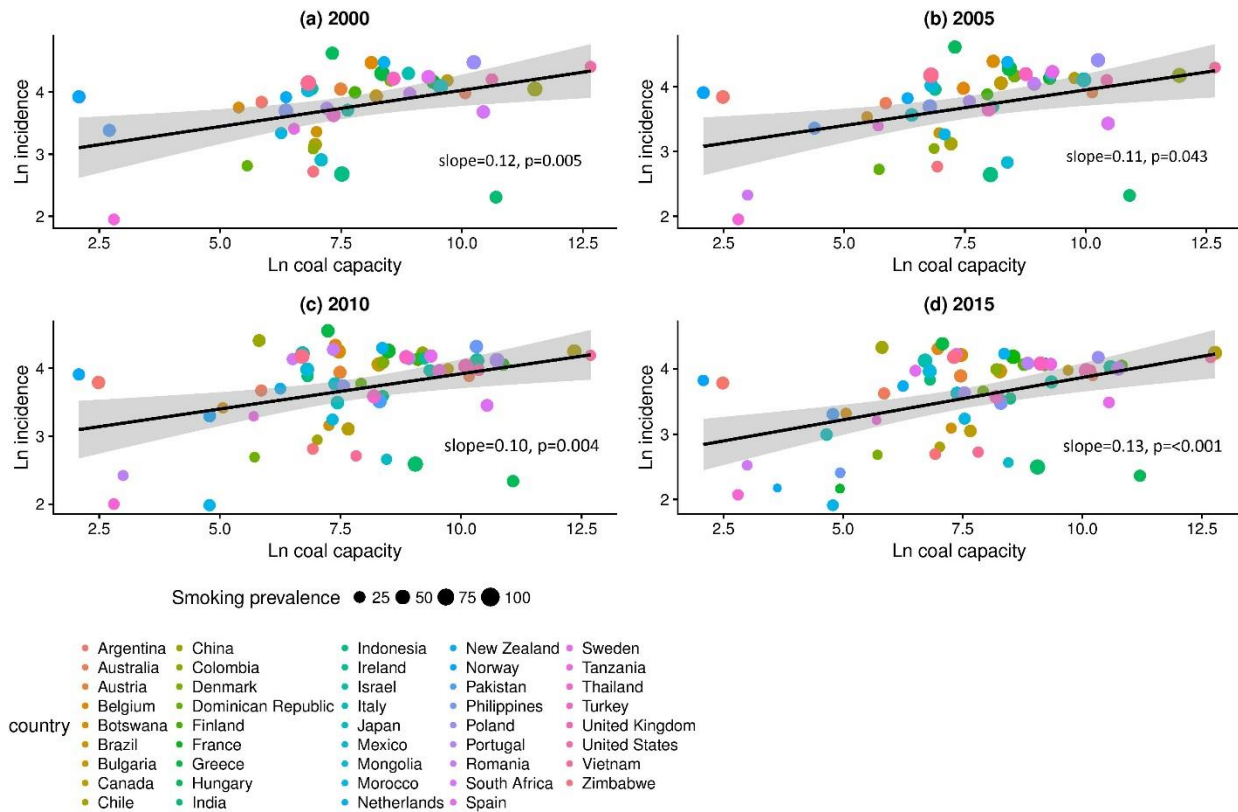 (a) 2000
Ln incidence
4
3
2
slope=0.12, p=0.005
2.5 5.0 7.5 10.0 12.5
Ln coal capacity
(b) 2005
Ln incidence
4
3
2
slope=0.11, p=0.043
2.5 5.0 7.5 10.0 12.5
Ln coal capacity
(c) 2010
Ln incidence
4
3
2
slope=0.10, p=0.004
2.5 5.0 7.5 10.0 12.5
Ln coal capacity
(d) 2015
Ln incidence
4
3
2
slope=0.13, p=<0.001
2.5 5.0 7.5 10.0 12.5
Ln coal capacity
Smoking prevalence 25 50 75 100
country
Argentina
Australia
Austria
Belgium
Botswana
Brazil
Bulgaria
Canada
Chile
China
Colombia
Denmark
Dominican Republic
Finland
France
Greece
Hungary
India
Indonesia
Ireland
Israel
Italy
Japan
Mexico
Mongolia
Morocco
Netherlands
New Zealand
Norway
Pakistan
Philippines
Poland
Portugal
Romania
South Africa
Spain
Sweden
Tanzania
Thailand
Turkey
United Kingdom
United States
Vietnam
Zimbabwe